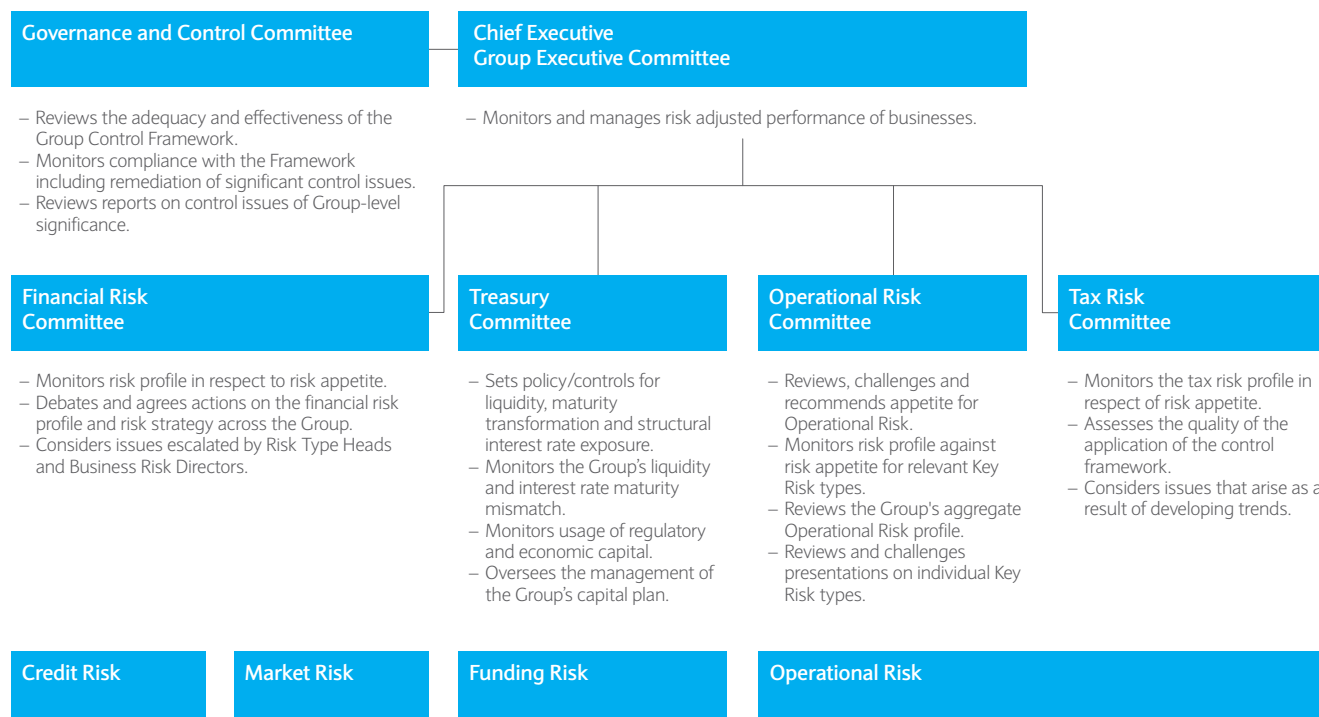 Governance and Control Committee
Chief Executive
Group Executive Committee
– Reviews the adequacy and effectiveness of the
Group Control Framework.
– Monitors compliance with the Framework
including remediation of significant control issues.
– Reviews reports on control issues of Group-level
significance.
– Monitors and manages risk adjusted performance of businesses.
Financial Risk
Committee
– Monitors risk profile in respect to risk appetite.
– Debates and agrees actions on the financial risk
profile and risk strategy across the Group.
– Considers issues escalated by Risk Type Heads
and Business Risk Directors.
Treasury
Committee
– Sets policy/controls for
liquidity, maturity
transformation and structural
interest rate exposure.
– Monitors the Group’s liquidity
and interest rate maturity
mismatch.
– Monitors usage of regulatory
and economic capital.
– Oversees the management of
the Group’s capital plan.
Operational Risk
Committee
– Reviews, challenges and
recommends appetite for
Operational Risk.
– Monitors risk profile against
risk appetite for relevant Key
Risk types.
– Reviews the Group's aggregate
Operational Risk profile.
– Reviews and challenges
presentations on individual Key
Risk types.
Tax Risk
Committee
– Monitors the tax risk profile in
respect of risk appetite.
– Assesses the quality of the
application of the control
framework.
– Considers issues that arise as a
result of developing trends.
Credit Risk
Market Risk
Funding Risk
Operational Risk